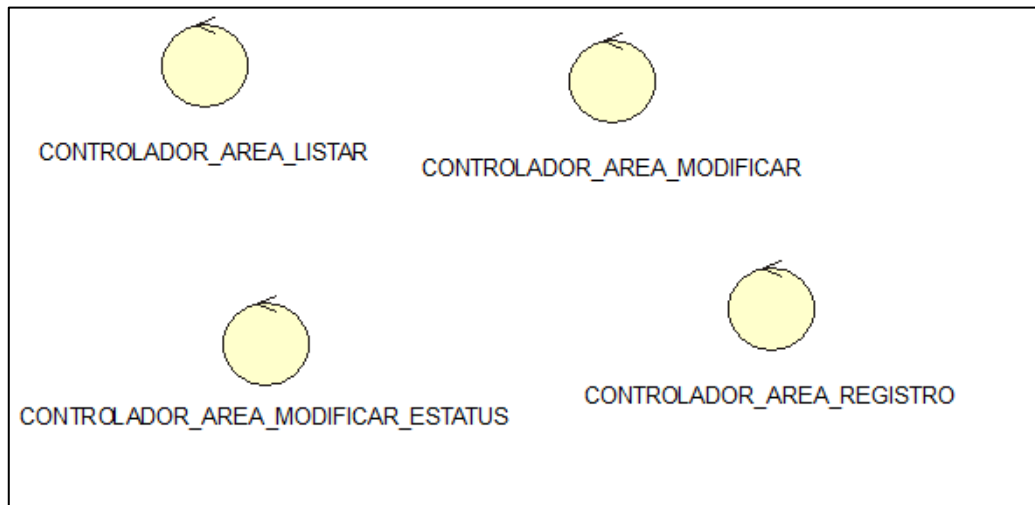 CONTROLADOR_AREA_LISTAR
CONTROLADOR_AREA_MODIFICAR
CONTROLADOR_AREA_MODIFICAR_ESTATUS
CONTROLADOR_AREA_REGISTRO